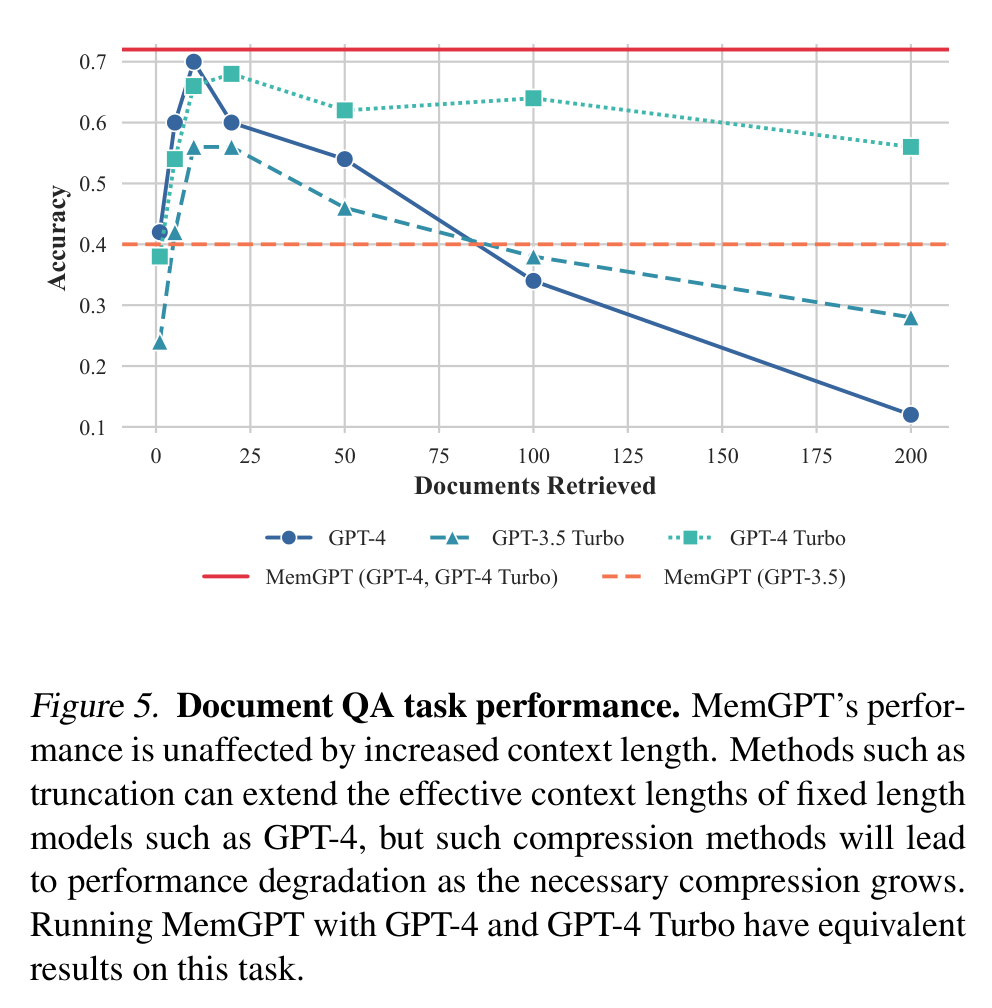 0.7
0.6
0.5
0.4
0.3
0.2
0.1
Accuracy
0 25 50 75 100 125 150 175 200
Documents Retrieved
GPT-4 GPT-3.5 Turbo GPT-4 Turbo
MemGPT (GPT-4, GPT-4 Turbo) MemGPT (GPT-3.5)
Figure 5. Document QA task performance. MemGPT’s perfor-
mance is unaffected by increased context length. Methods such as
truncation can extend the effective context lengths of fixed length
models such as GPT-4, but such compression methods will lead
to performance degradation as the necessary compression grows.
Running MemGPT with GPT-4 and GPT-4 Turbo have equivalent
results on this task.